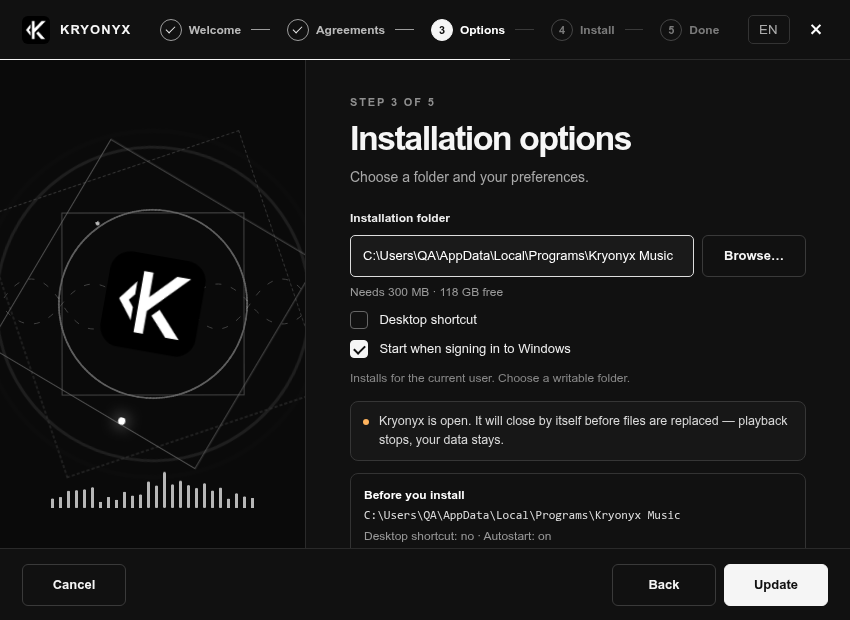 KRYONYX
Welcome
Agreements
3 Options
4 Install
5 Done
EN
STEP 3 OF 5
Installation options
Choose a folder and your preferences.
Installation folder
C:\Users\QA\AppData\Local\Programs\Kryonyx Music
Browse...
Needs 300 MB · 118 GB free
Desktop shortcut
Start when signing in to Windows
Installs for the current user. Choose a writable folder.
Kryonyx is open. It will close by itself before files are replaced — playback
stops, your data stays.
Before you install
C:\Users\QA\AppData\Local\Programs\Kryonyx Music
Desktop shortcut: no · Autostart: on
Cancel
Back
Update